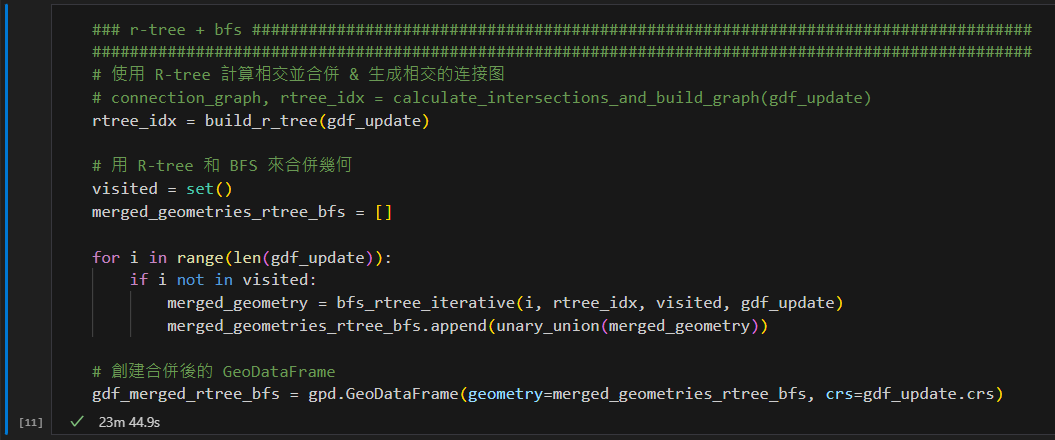 ### r-tree + bfs ###################################################################################
####################################################################################################
# 使用 R-tree 計算相交並合併 & 生成相交的连接图
# connection_graph, rtree_idx = calculate_intersections_and_build_graph(gdf_update)
rtree_idx = build_r_tree(gdf_update)
# 用 R-tree 和 BFS 來合併幾何
visited = set()
merged_geometries_rtree_bfs = []
for i in range(len(gdf_update)):
if i not in visited:
merged_geometry = bfs_rtree_iterative(i, rtree_idx, visited, gdf_update)
merged_geometries_rtree_bfs.append(unary_union(merged_geometry))
# 創建合併後的 GeoDataFrame
gdf_merged_rtree_bfs = gpd.GeoDataFrame(geometry=merged_geometries_rtree_bfs, crs=gdf_update.crs)
[11] ✓ 23m 44.9s